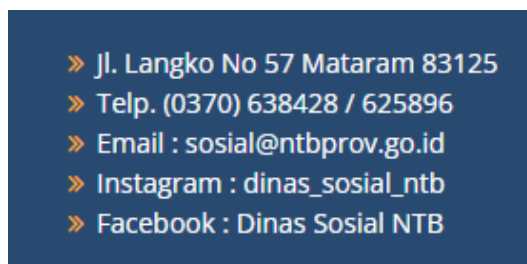 » Jl. Langko No 57 Mataram 83125
» Telp. (0370) 638428 / 625896
» Email : sosial@ntbprov.go.id
» Instagram : dinas_sosial_ntb
» Facebook : Dinas Sosial NTB